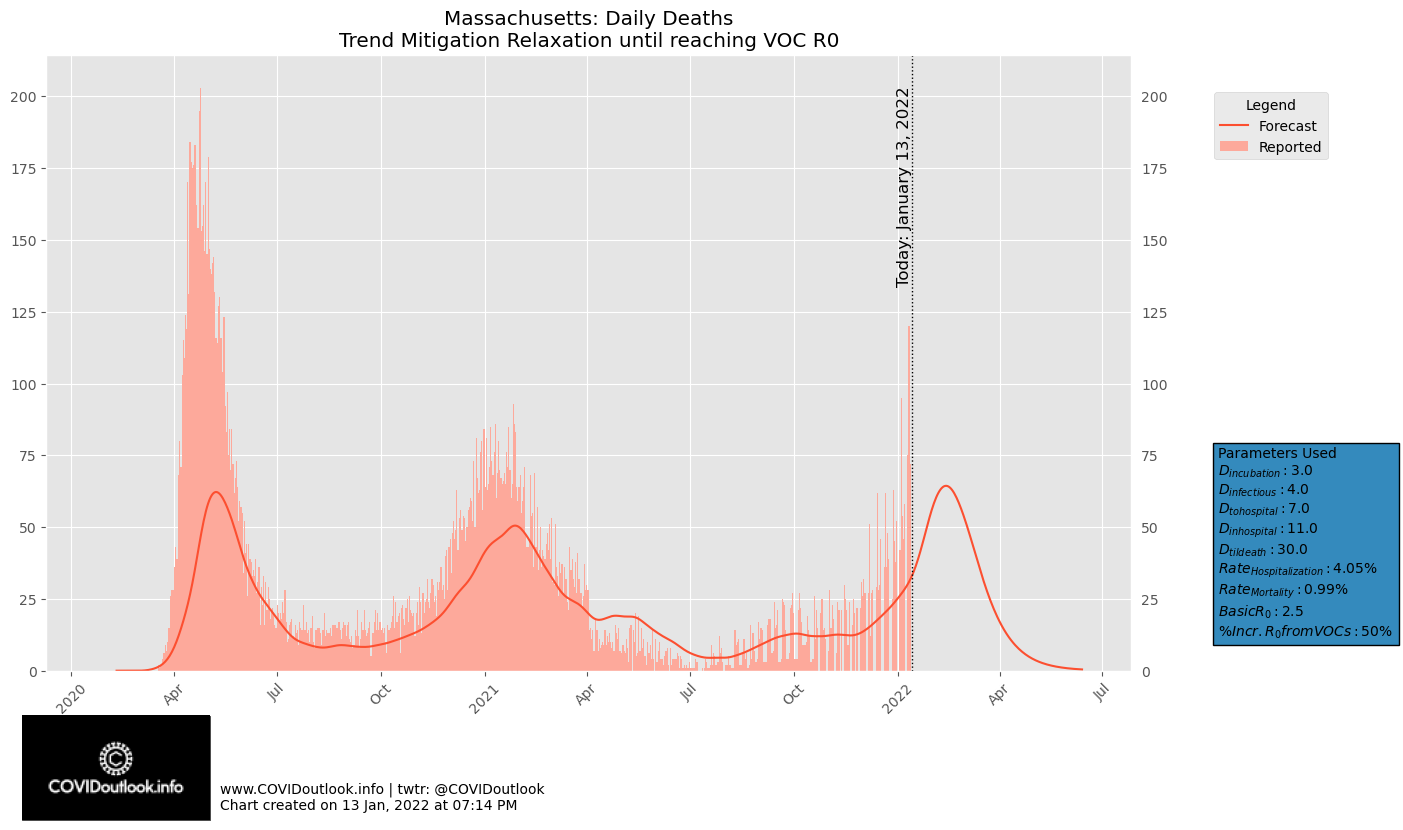 Massachusetts: Daily Deaths
Trend Mitigation Relaxation until reaching VOC R0
200
175
150
125
100
75
50
25
0
200
175
150
125
100
75
50
25
0
2020
Apr
Jul
Oct
2021
Apr
Jul
Oct
2022
Apr
Jul
Today: January 13, 2022
Legend
Forecast
Reported
Parameters Used
D_incubation : 3.0
D_infectious : 4.0
D_tohospital : 7.0
D_inhospital : 11.0
D_tildeath : 30.0
Rate_Hospitalization : 4.05%
Rate_Mortality : 0.99%
BasicR_0 : 2.5
%Incr.R_0fromVOCs : 50%
COVIDoutlook.info
www.COVIDoutlook.info | twtr: @COVIDoutlook
Chart created on 13 Jan, 2022 at 07:14 PM